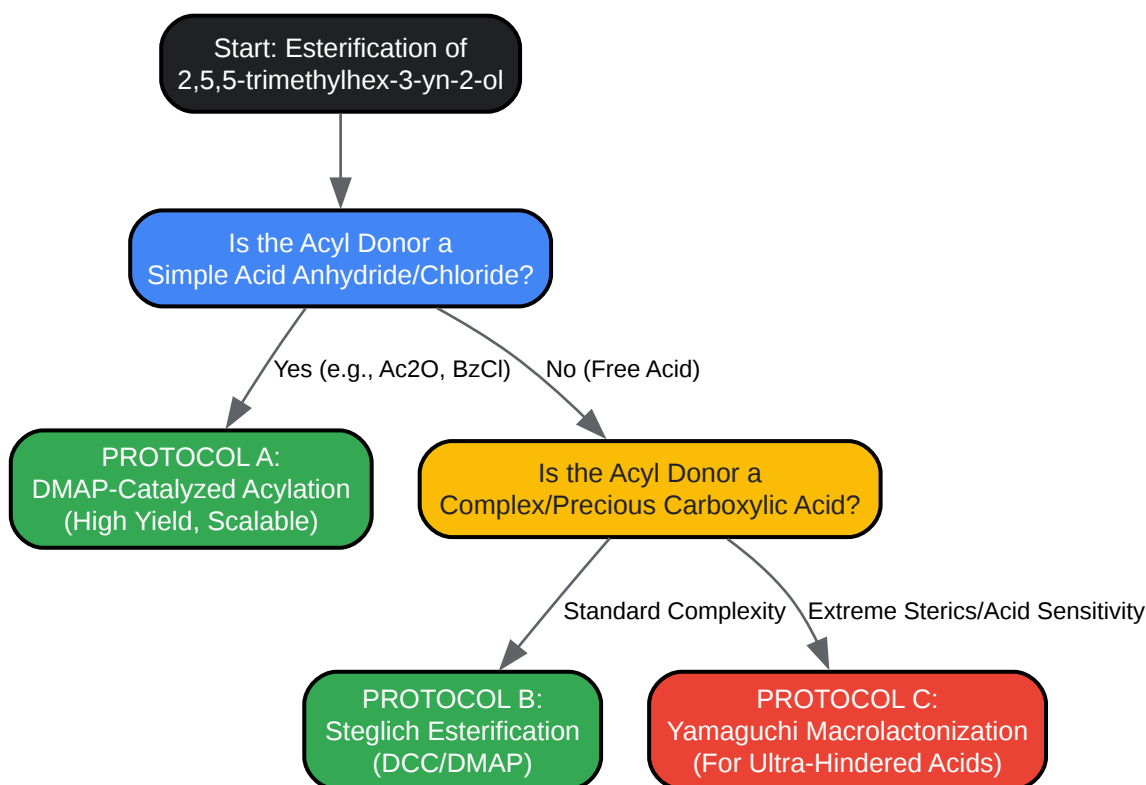 Start: Esterification of
2,5,5-trimethylhex-3-yn-2-ol
Is the Acyl Donor a
Simple Acid Anhydride/Chloride?
Yes (e.g., Ac2O, BzCl)
No (Free Acid)
PROTOCOL A:
DMAP-Catalyzed Acylation
(High Yield, Scalable)
Is the Acyl Donor a
Complex/Precious Carboxylic Acid?
Standard Complexity
Extreme Sterics/Acid Sensitivity
PROTOCOL B:
Steglich Esterification
(DCC/DMAP)
PROTOCOL C:
Yamaguchi Macrolactonization
(For Ultra-Hindered Acids)